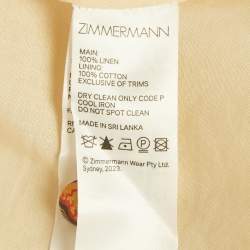 ZIMMERMANN
MAIN:
100% LINEN
LINING:
100% COTTON
EXCLUSIVE OF TRIMS
DRY CLEAN ONLY CODE P
COOL IRON
DO NOT SPOT CLEAN
MADE IN SRI LANKA
© Zimmermann Wear Pty Ltd.
Sydney, 2023.